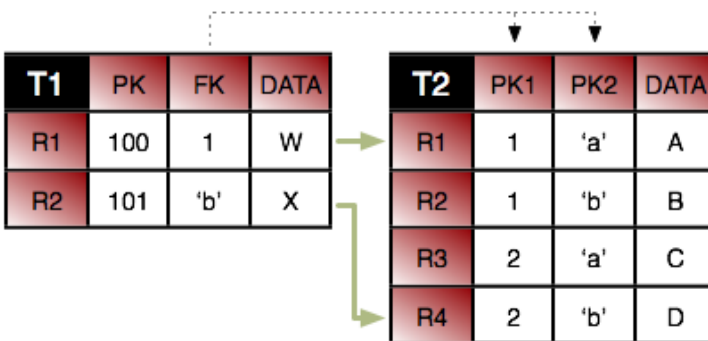 T1 PK FK DATA
R1 100 1 W
R2 101 ‘b’ X
T2 PK1 PK2 DATA
R1 1 ‘a’ A
R2 1 ‘b’ B
R3 2 ‘a’ C
R4 2 ‘b’ D